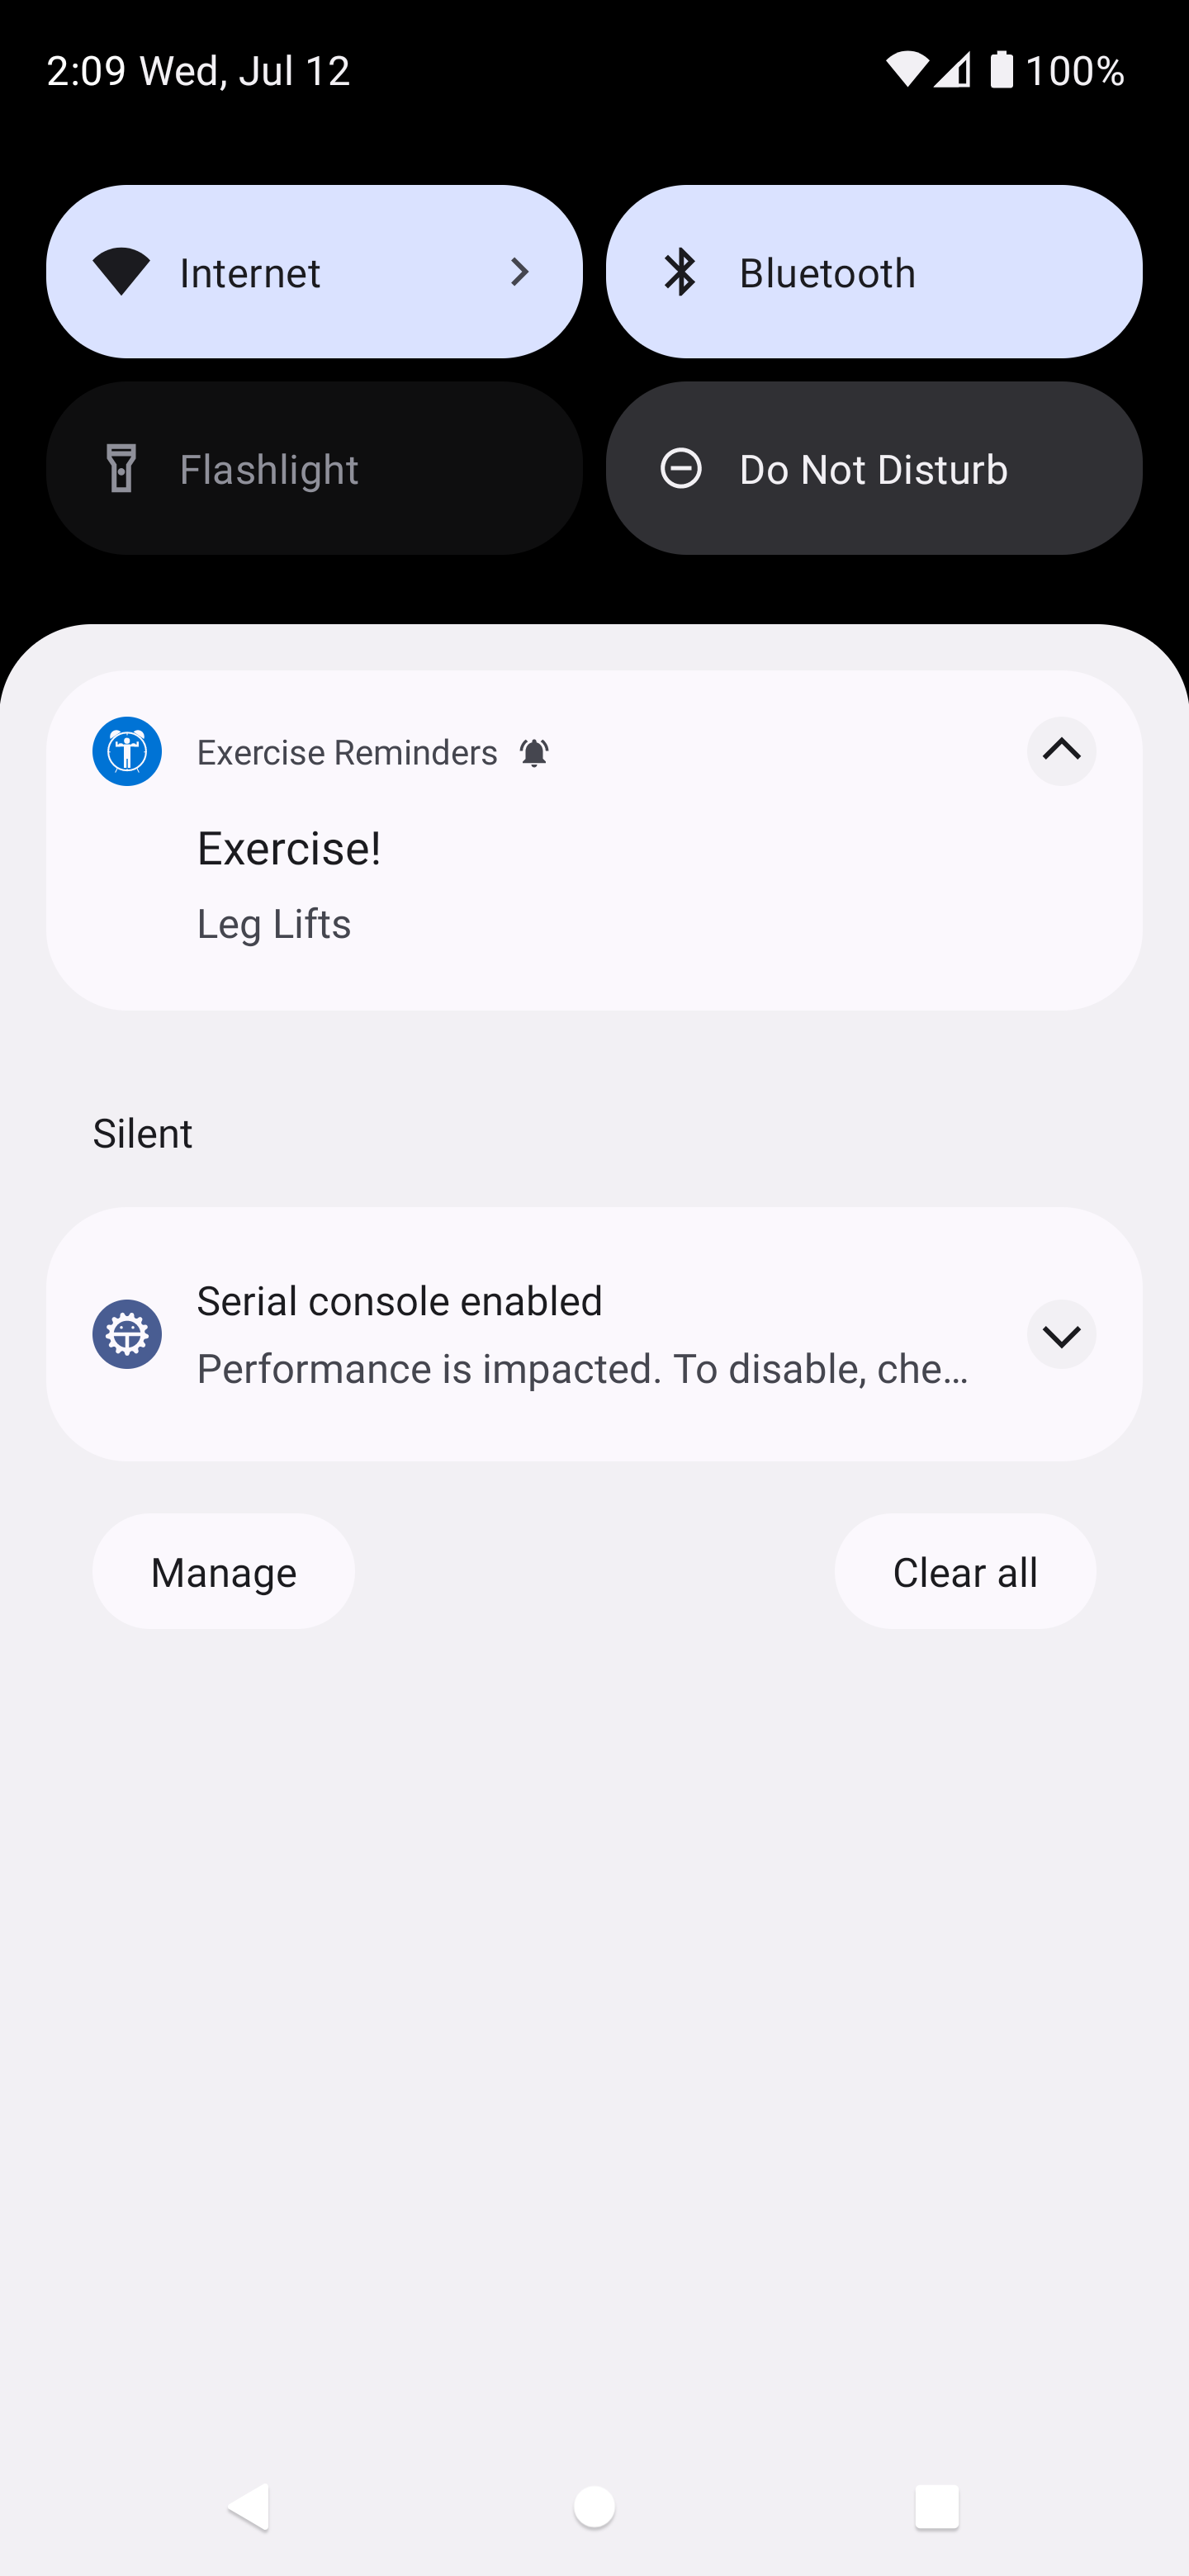 2:09 Wed, Jul 12 100%
Internet
Bluetooth
Flashlight
Do Not Disturb
Exercise Reminders
Exercise!
Leg Lifts
Silent
Serial console enabled
Performance is impacted. To disable, che…
Manage
Clear all